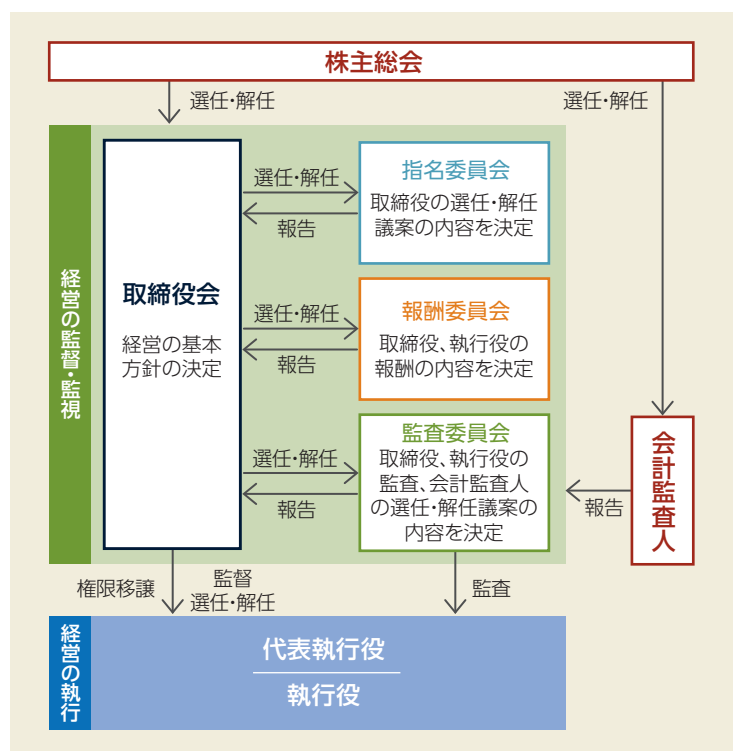 株主総会
選任・解任
選任・解任
経営の監督・監視
取締役会
経営の基本
方針の決定
選任・解任
報告
指名委員会
取締役の選任・解任
議案の内容を決定
選任・解任
報告
報酬委員会
取締役、執行役の
報酬の内容を決定
選任・解任
報告
監査委員会
取締役、執行役の
監査、会計監査人
の選任・解任議案の
内容を決定
報告
会計監査人
権限移譲
監督
選任・解任
監査
経営の執行
代表執行役
執行役